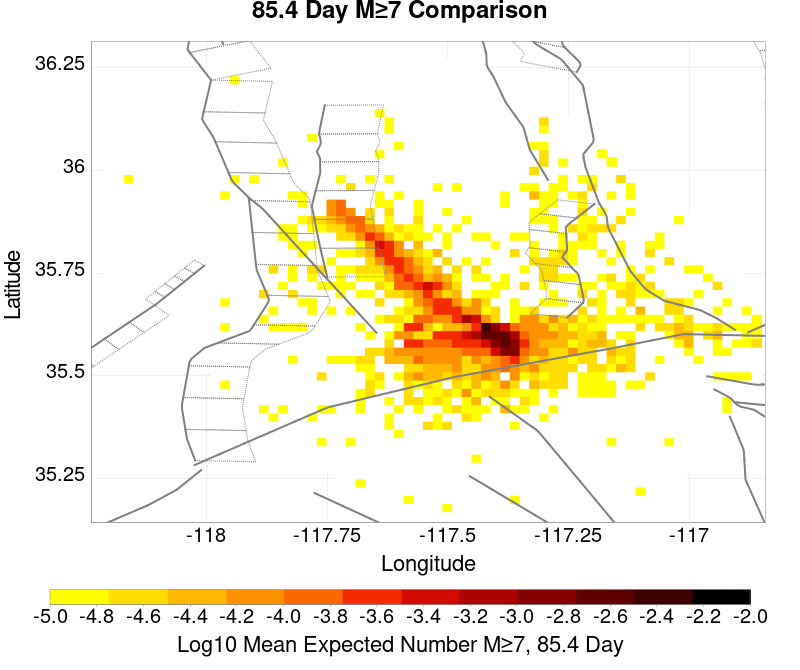 85.4 Day M≥7 Comparison
36.25
36
35.75
35.5
35.25
Latitude
-118
-117.75
-117.5
-117.25
-117
Longitude
-5.0 -4.8 -4.6 -4.4 -4.2 -4.0 -3.8 -3.6 -3.4 -3.2 -3.0 -2.8 -2.6 -2.4 -2.2 -2.0
Log10 Mean Expected Number M≥7, 85.4 Day